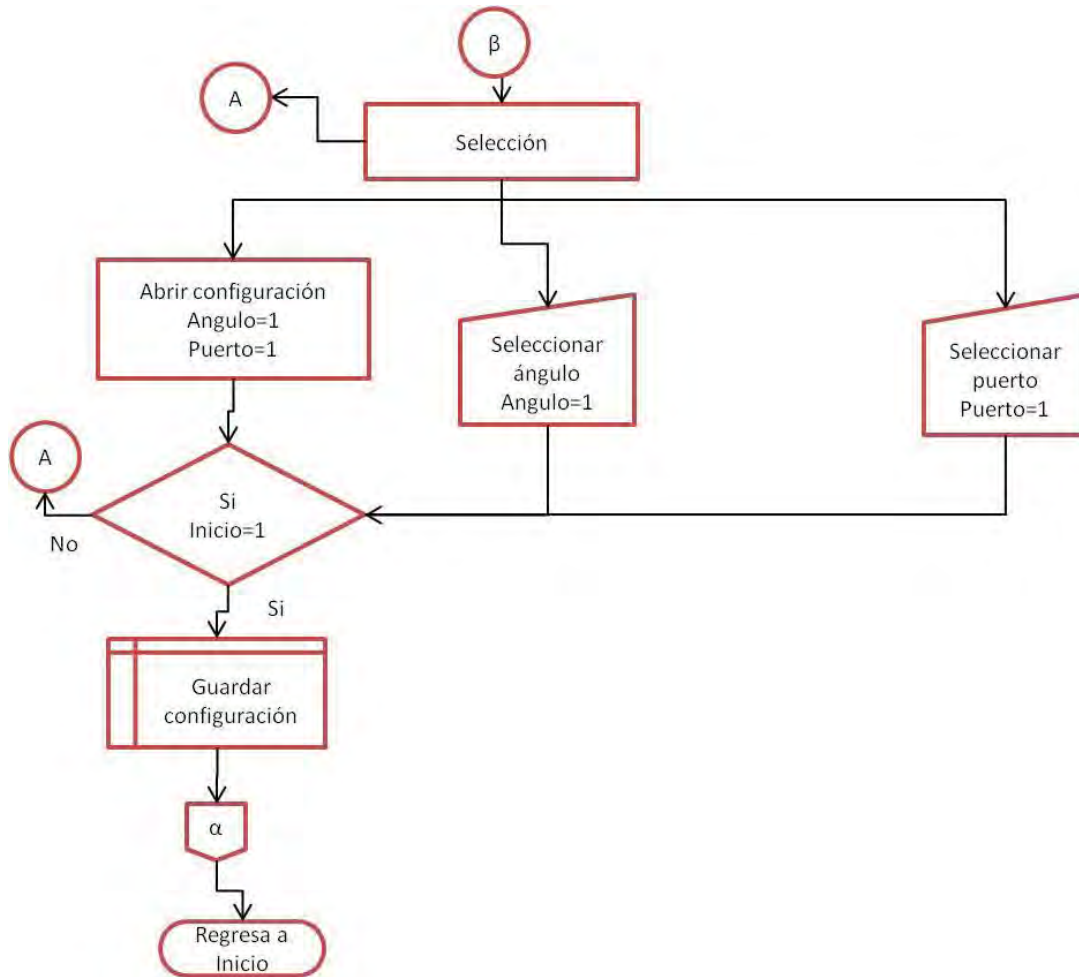 β
A
Selección
Abrir configuración
Angulo=1
Puerto=1
Seleccionar
ángulo
Angulo=1
Seleccionar
puerto
Puerto=1
A
No
Si
Inicio=1
Si
Guardar
configuración
α
Regresa a
Inicio